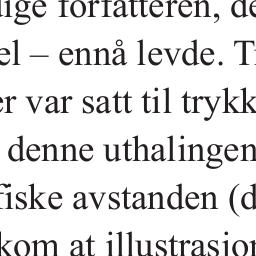 lige forfatteren, de
el – ennå levde. T
er var satt til trykk
denne uthalingen
fiske avstanden (d
kom at illustrasjon